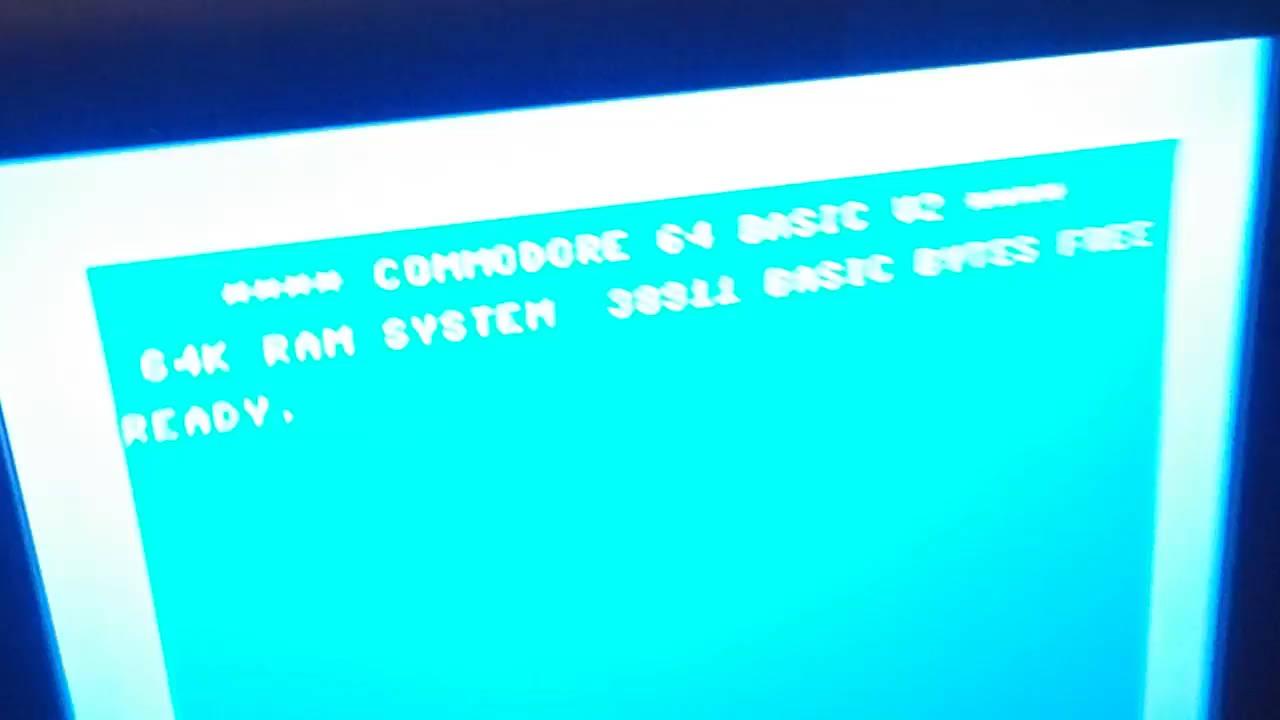 **** COMMODORE 64 BASIC V2 ****
64K RAM SYSTEM 38911 BASIC BYTES FREE
READY.